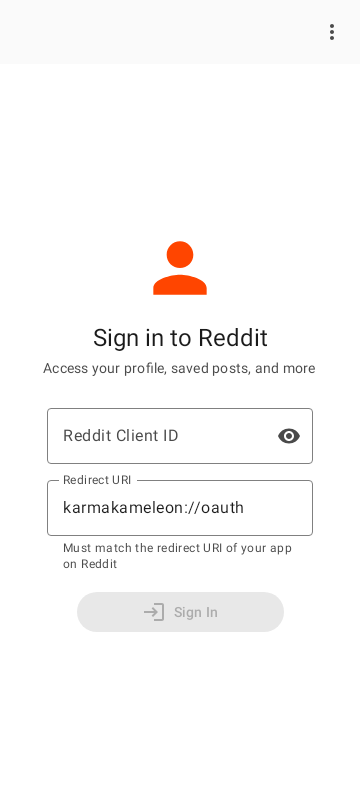 Sign in to Reddit
Access your profile, saved posts, and more
Reddit Client ID
Redirect URI
karmakameleon://oauth
Must match the redirect URI of your app
on Reddit
Sign In